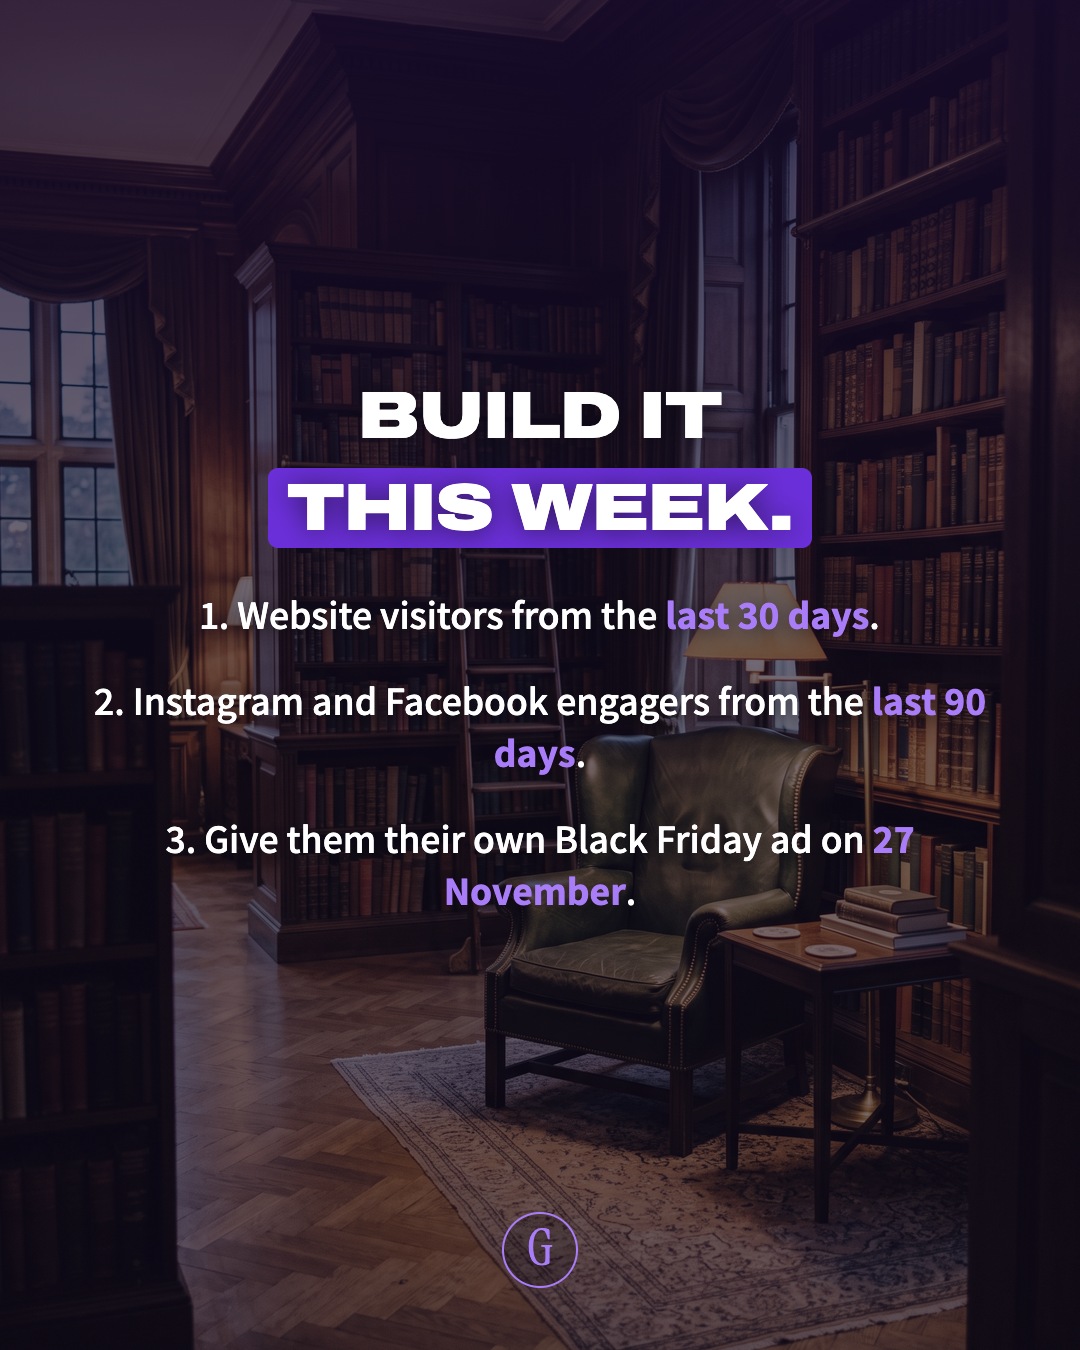 BUILD IT
THIS WEEK.
1. Website visitors from the last 30 days.
2. Instagram and Facebook engagers from the last 90
days.
3. Give them their own Black Friday ad on 27
November.
G